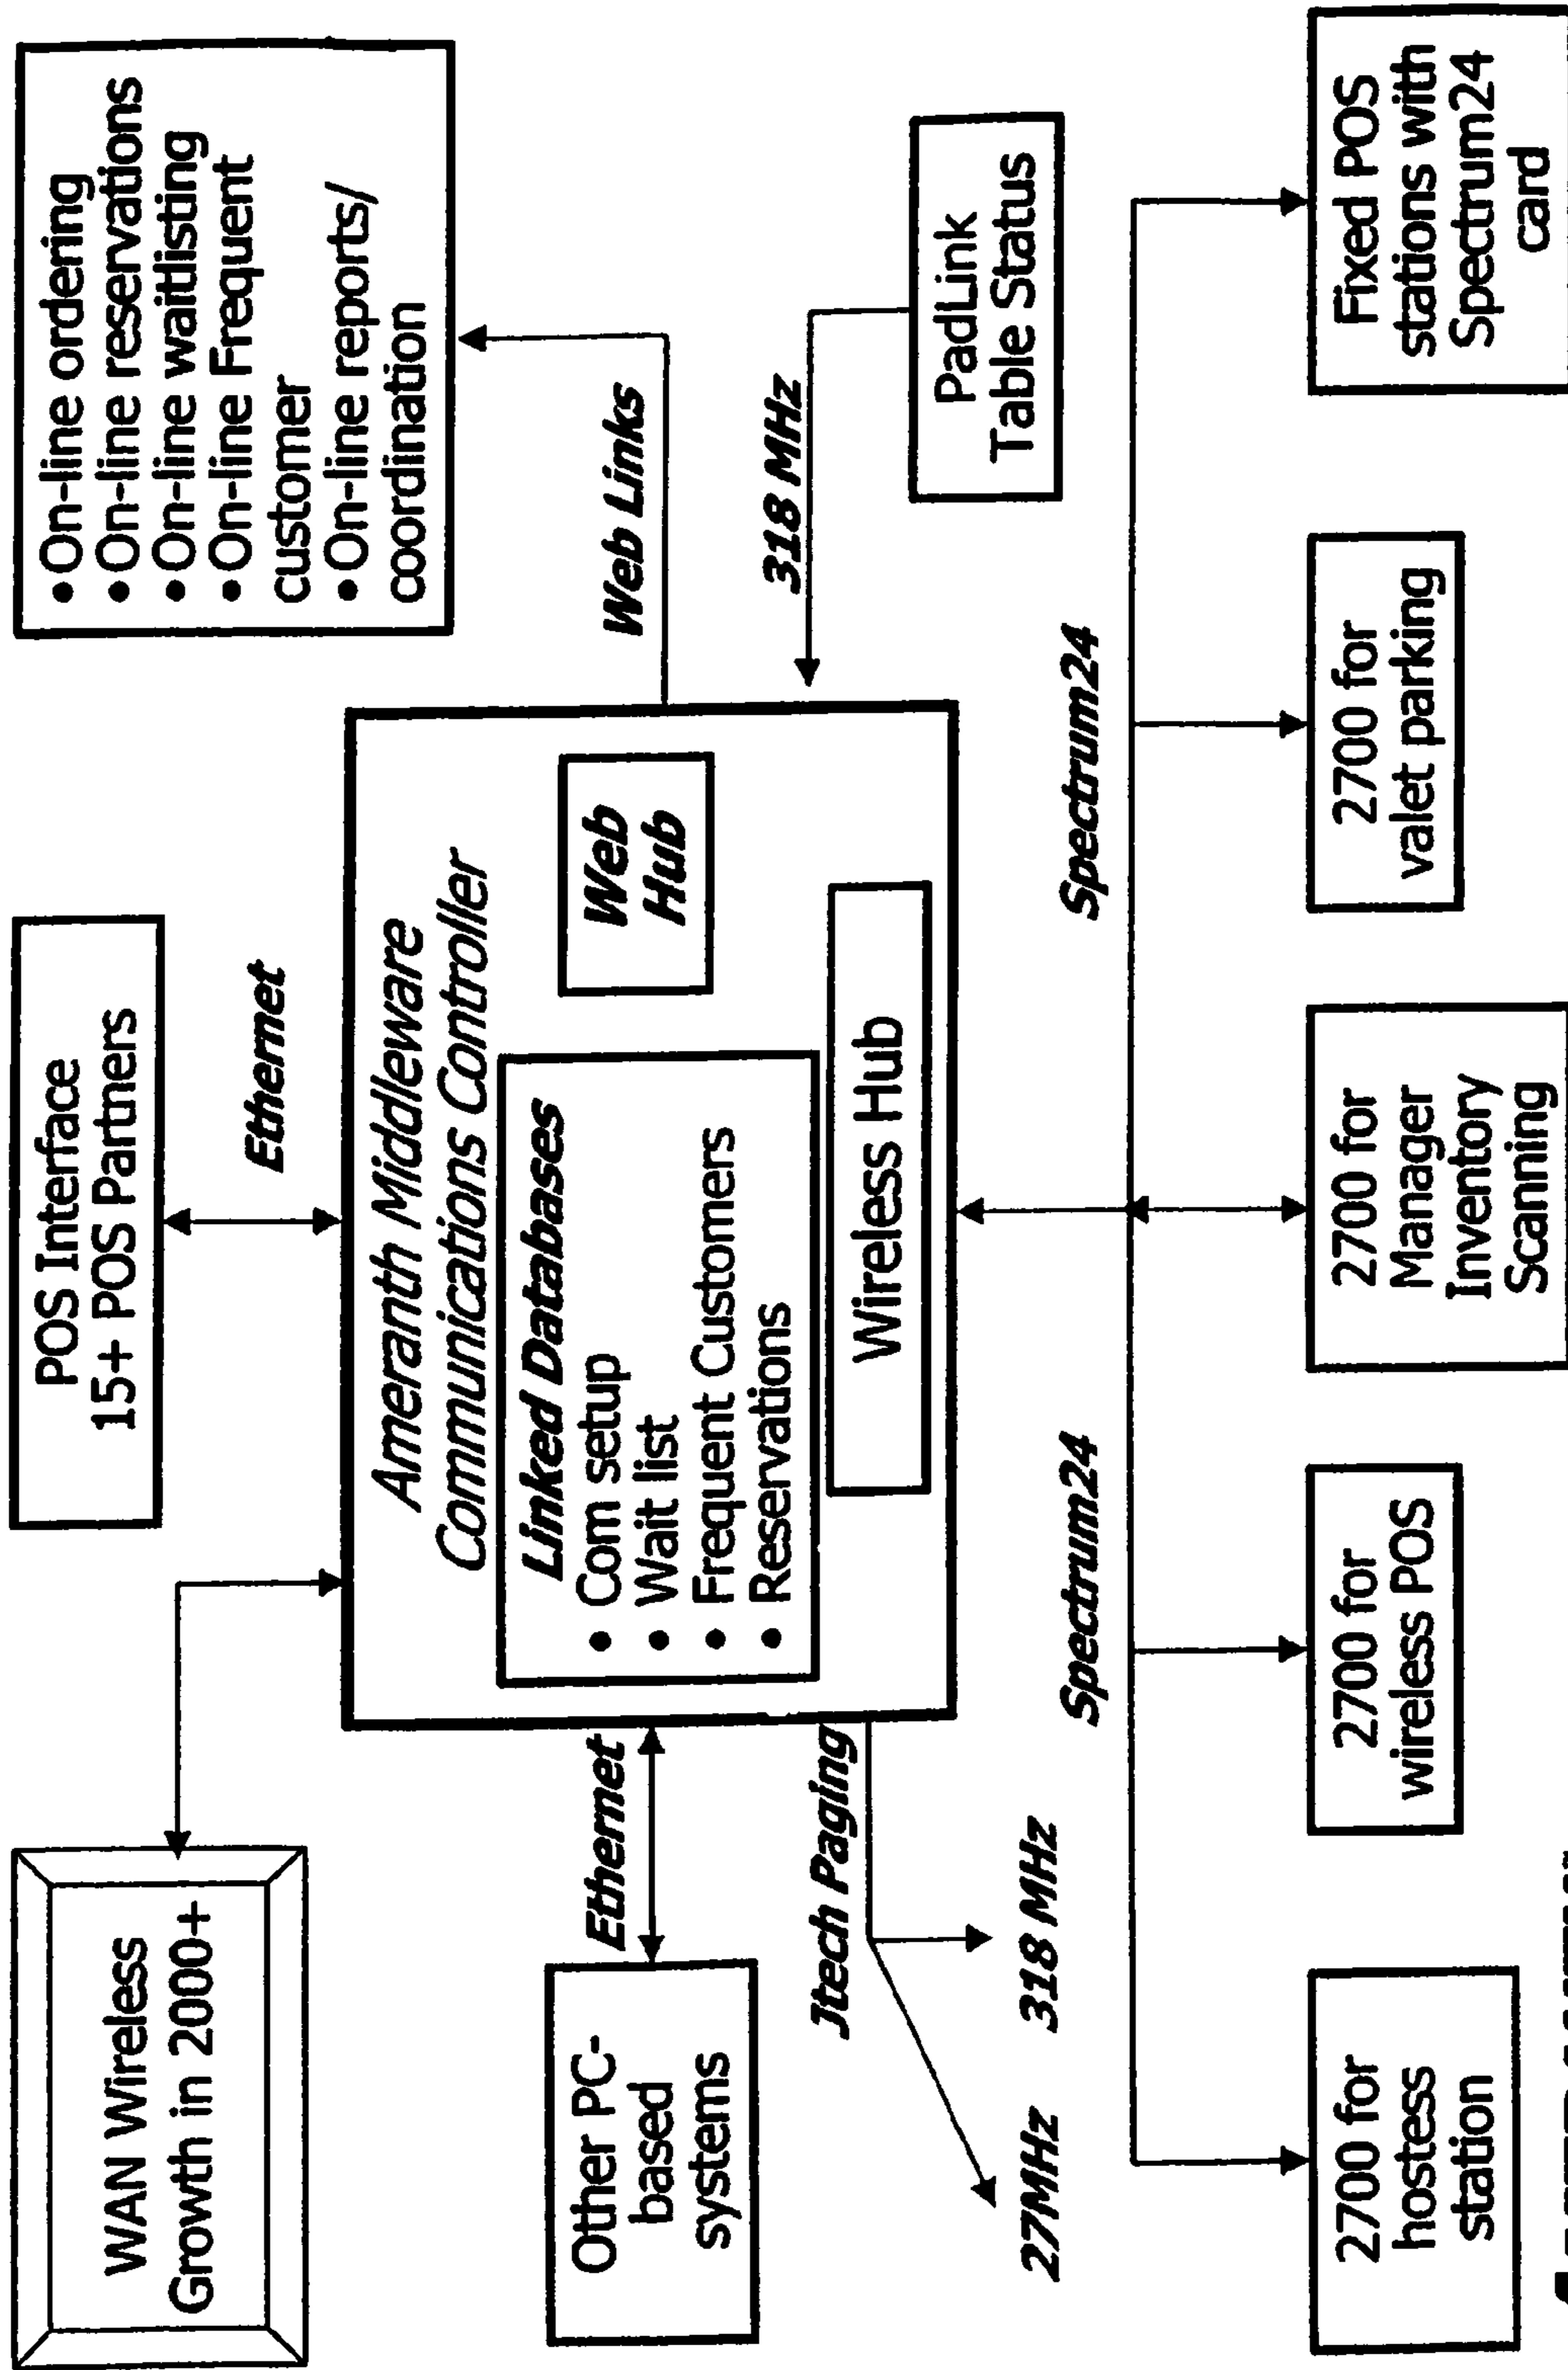 WAN Wireless
Growth in 2000+
POS Interface
15+ POS Partners
• On-line ordering
• On-line reservations
• On-line waitlisting
• On-line Frequent
customer
• On-line reports/
coordination
Ethernet
Ameranth Middleware
Communications Controller
Linked Databases
• Com setup
• Wait list
• Frequent Customers
• Reservations
Web
Hub
Wireless Hub
Web Links
318 MHz
PadLink
Table Status
Other PC-
based
systems
Ethernet
Jtech Paging
27MHz
318 MHz
Spectrum24
Spectrum24
2700 for
hostess
station
2700 for
wireless POS
2700 for
Manager
Inventory
Scanning
2700 for
valet parking
Fixed POS
stations with
Spectrum24
card